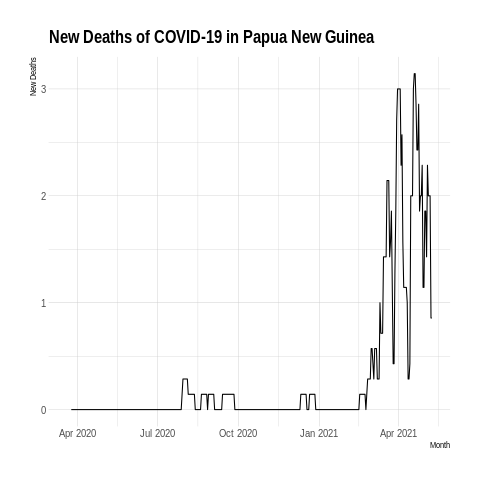 New Deaths of COVID-19 in Papua New Guinea
New Deaths
3
2
1
0
Apr 2020 Jul 2020 Oct 2020 Jan 2021 Apr 2021
Month